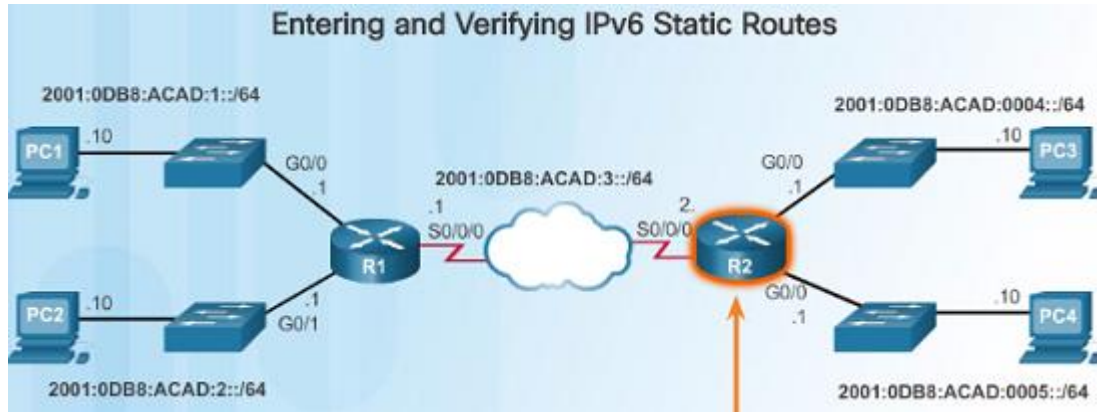 Entering and Verifying IPv6 Static Routes
2001:0DB8:ACAD:1::/64
2001:0DB8:ACAD:0004::/64
.10
PC1
G0/0
.1
2001:0DB8:ACAD:3::/64
G0/0
.1
.10
PC3
.1
S0/0/0
2.
S0/0/0
R1
R2
.10
PC2
.1
G0/1
G0/0
.1
.10
PC4
2001:0DB8:ACAD:2::/64
2001:0DB8:ACAD:0005::/64